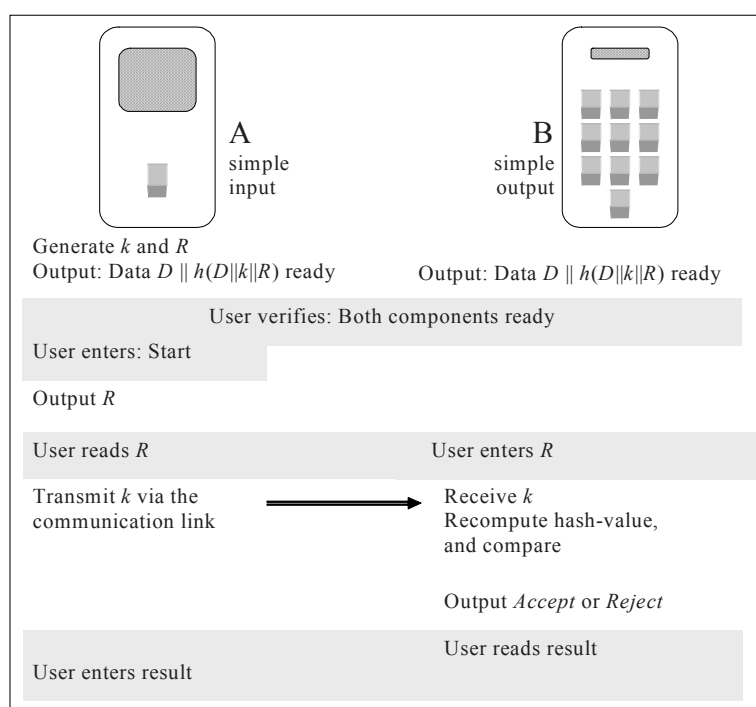 A
simple
input
B
simple
output
Generate k and R
Output: Data D || h(D||k||R) ready
Output: Data D || h(D||k||R) ready
User verifies: Both components ready
User enters: Start
Output R
User reads R
User enters R
Transmit k via the
communication link
Receive k
Recompute hash-value,
and compare
Output Accept or Reject
User reads result
User enters result